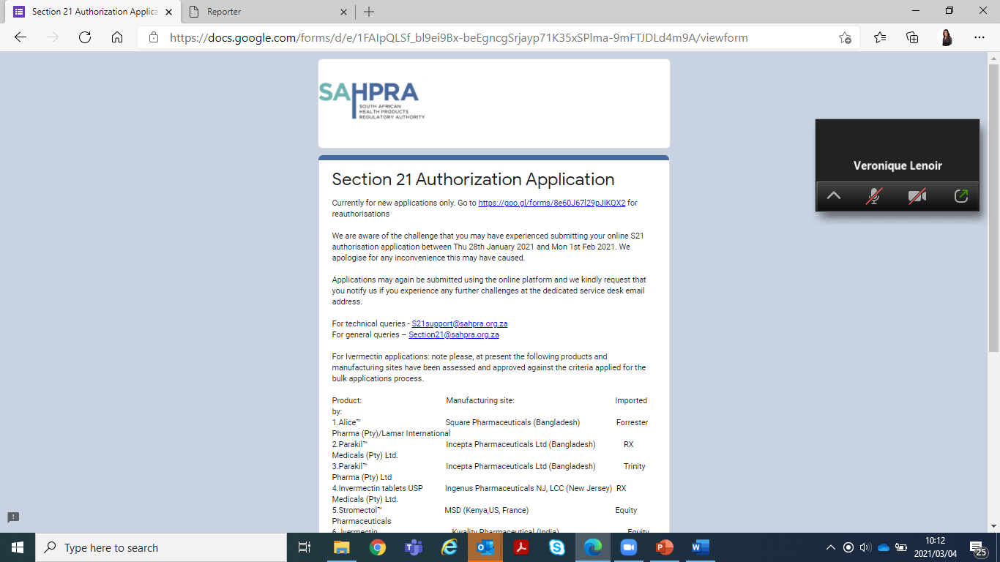 Section 21 Authorization Applica
Reporter
https://docs.google.com/forms/d/e/1FAIpQLSf_bl9ei9Bx-beEgncgSrjayp71K35xSPlma-9mFTJDLd4m9A/viewform
SAHPRA
SOUTH AFRICAN
HEALTH PRODUCTS
REGULATORY AUTHORITY
Veronique Lenoir
Section 21 Authorization Application
Currently for new applications only. Go to https://goo.gl/forms/8e60J67l29pJiKQX2 for
reauthorisations
We are aware of the challenge that you may have experienced submitting your online S21
authorisation application between Thu 28th January 2021 and Mon 1st Feb 2021. We
apologise for any inconvenience this may have caused.
Applications may again be submitted using the online platform and we kindly request that
you notify us if you experience any further challenges at the dedicated service desk email
address.
For technical queries - S21support@sahpra.org.za
For general queries – Section21@sahpra.org.za
For Ivermectin applications: note please, at present the following products and
manufacturing sites have been assessed and approved against the criteria applied for the
bulk applications process.
Product: Manufacturing site: Imported
by:
1.Alice™ Square Pharmaceuticals (Bangladesh) Forrester
Pharma (Pty)/Lamar International
2.Parakil™ Incepta Pharmaceuticals Ltd (Bangladesh) RX
Medicals (Pty) Ltd.
3.Parakil™ Incepta Pharmaceuticals Ltd (Bangladesh) Trinity
Pharma (Pty) Ltd
4.Invermectin tablets USP Ingenus Pharmaceuticals NJ, LCC (New Jersey) RX
Medicals (Pty) Ltd.
5.Stromectol™ MSD (Kenya,US, France) Equity
Pharmaceuticals
6. Ivermectin Kwality Pharmaceutical (India) Equity
Type here to search
10:12
2021/03/04
25